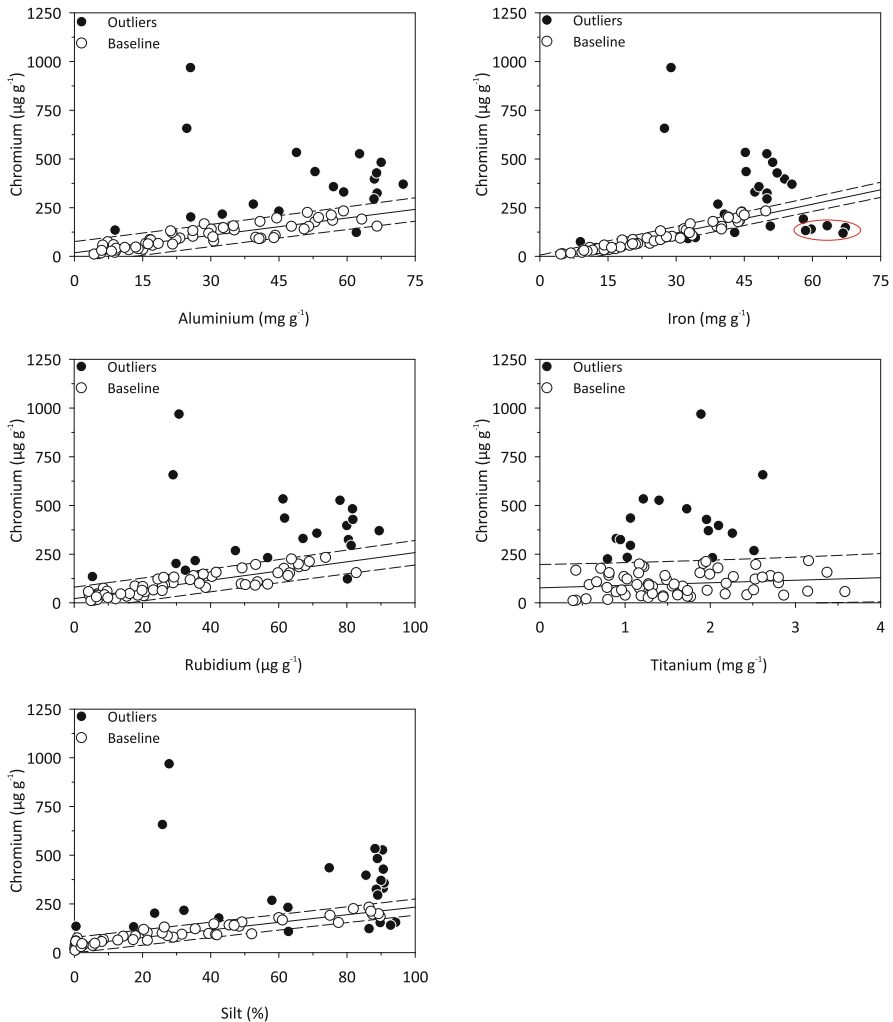 1250
1000
750
500
250
0
Chromium (µg g⁻¹)
Outliers
Baseline
0 15 30 45 60 75
Aluminium (mg g⁻¹)
1250
1000
750
500
250
0
Chromium (µg g⁻¹)
Outliers
Baseline
0 15 30 45 60 75
Iron (mg g⁻¹)
1250
1000
750
500
250
0
Chromium (µg g⁻¹)
Outliers
Baseline
0 20 40 60 80 100
Rubidium (µg g⁻¹)
1250
1000
750
500
250
0
Chromium (µg g⁻¹)
Outliers
Baseline
0 1 2 3 4
Titanium (mg g⁻¹)
1250
1000
750
500
250
0
Chromium (µg g⁻¹)
Outliers
Baseline
0 20 40 60 80 100
Silt (%)